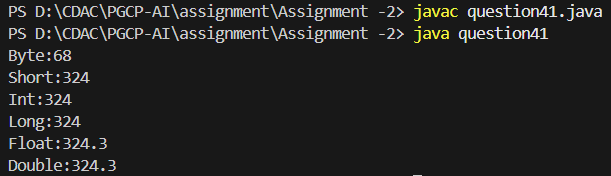 PS D:\CDAC\PGCP-AI\assignment\Assignment -2> javac question41.java
PS D:\CDAC\PGCP-AI\assignment\Assignment -2> java question41
Byte:68
Short:324
Int:324
Long:324
Float:324.3
Double:324.3